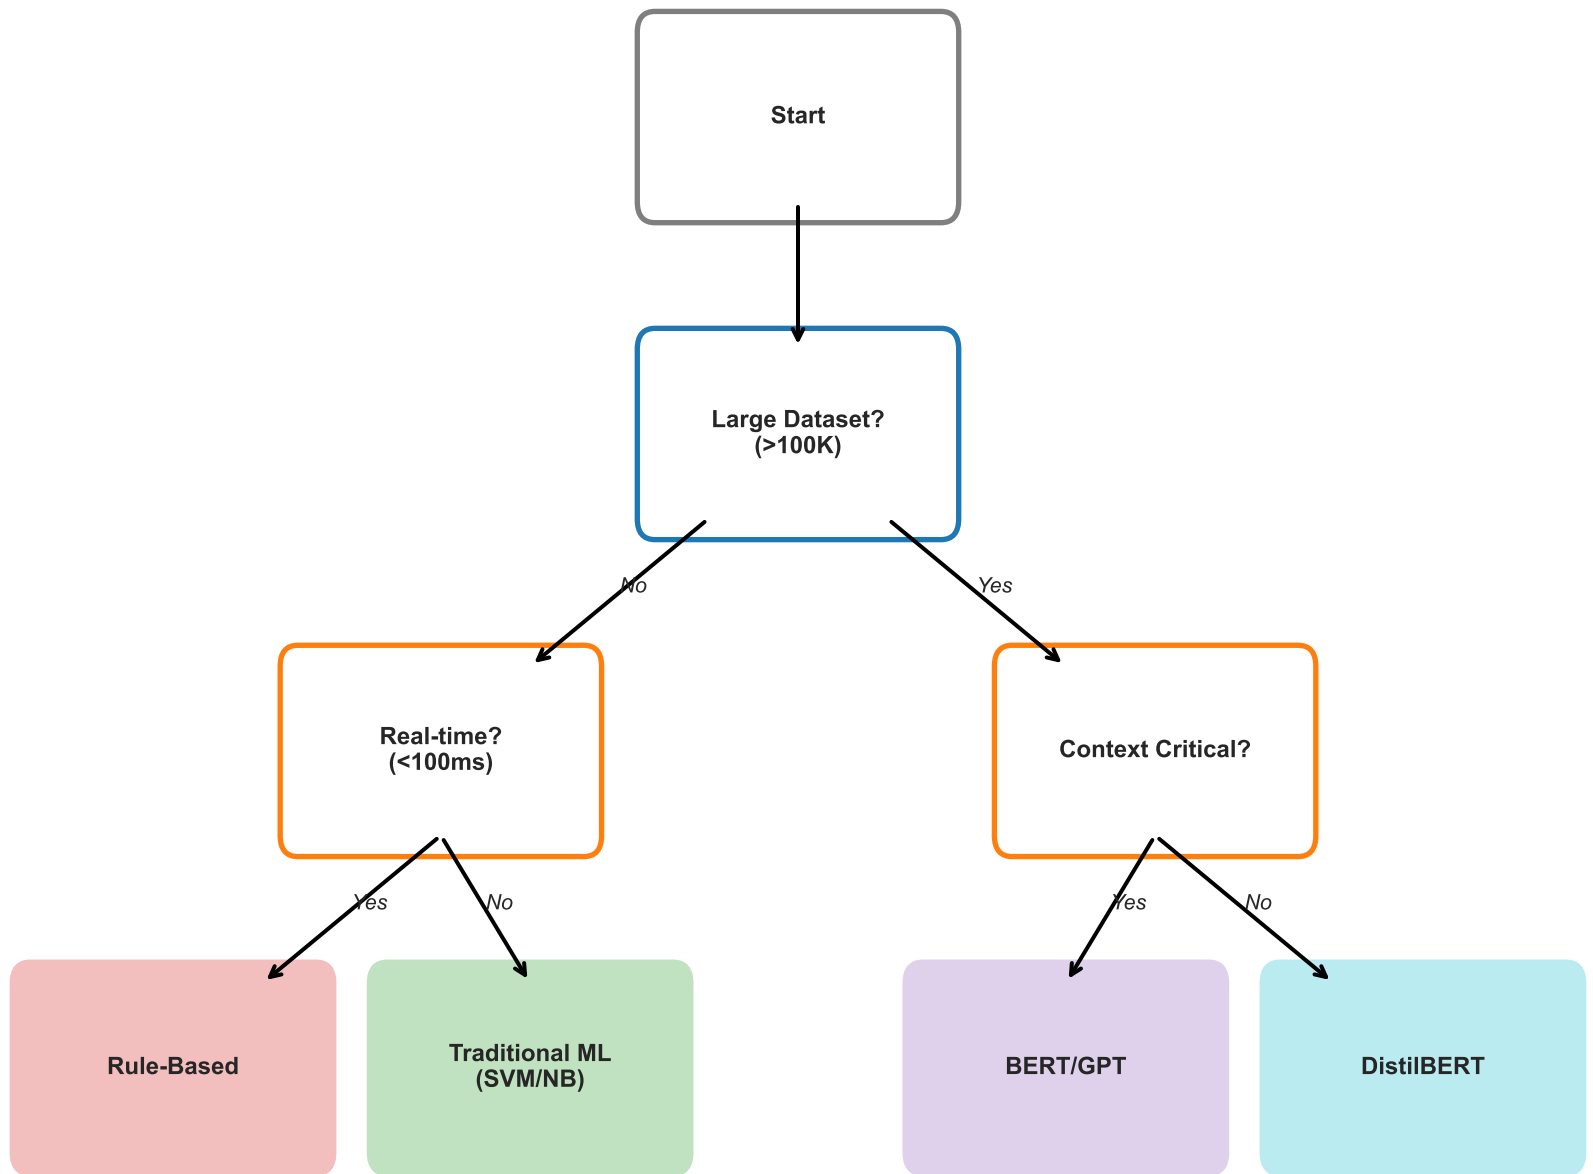 Start
Large Dataset?
(>100K)
No
Yes
Real-time?
(<100ms)
Context Critical?
Yes
No
Yes
No
Rule-Based
Traditional ML
(SVM/NB)
BERT/GPT
DistilBERT